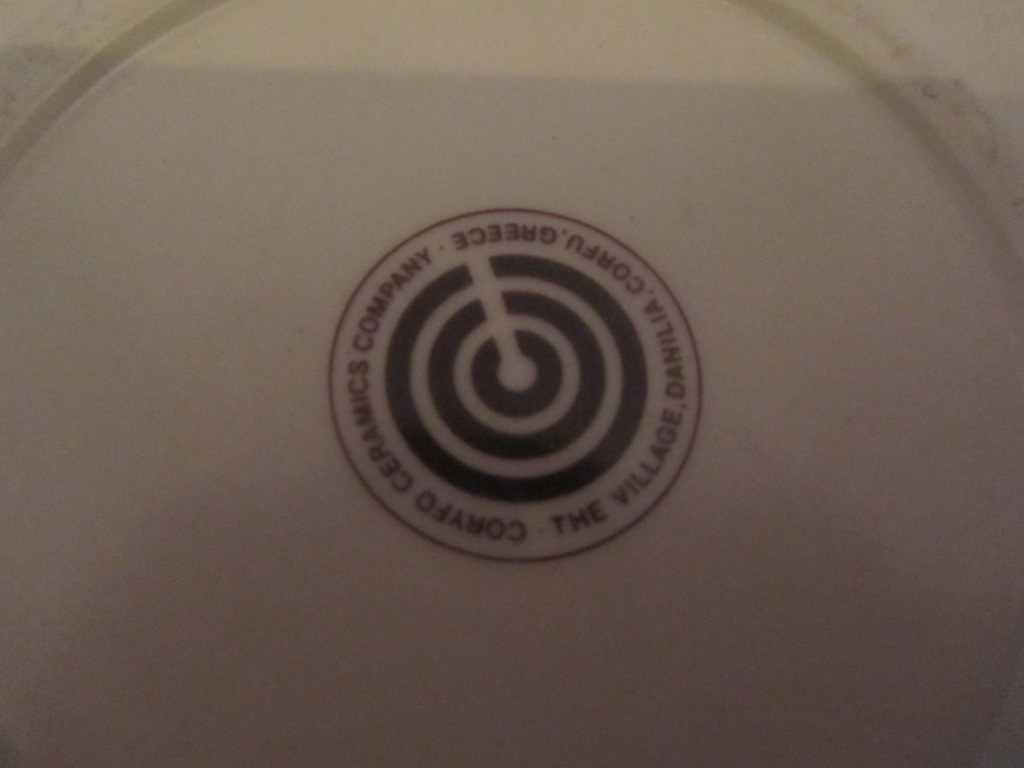 CORYFO CERAMICS COMPANY ·
THE VILLAGE, DANILIA, CORFU, GREECE ·